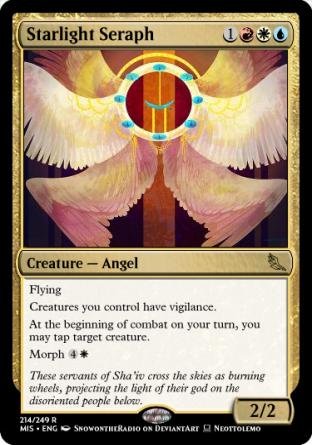 Starlight Seraph 1
Creature — Angel
Flying
Creatures you control have vigilance.
At the beginning of combat on your turn, you
may tap target creature.
Morph 4
These servants of Sha'iv cross the skies as burning
wheels, projecting the light of their god on the
disoriented people below.
2/2
214/249 R
MIS • ENG SnowontheRadio on DeviantArt Neottolemo